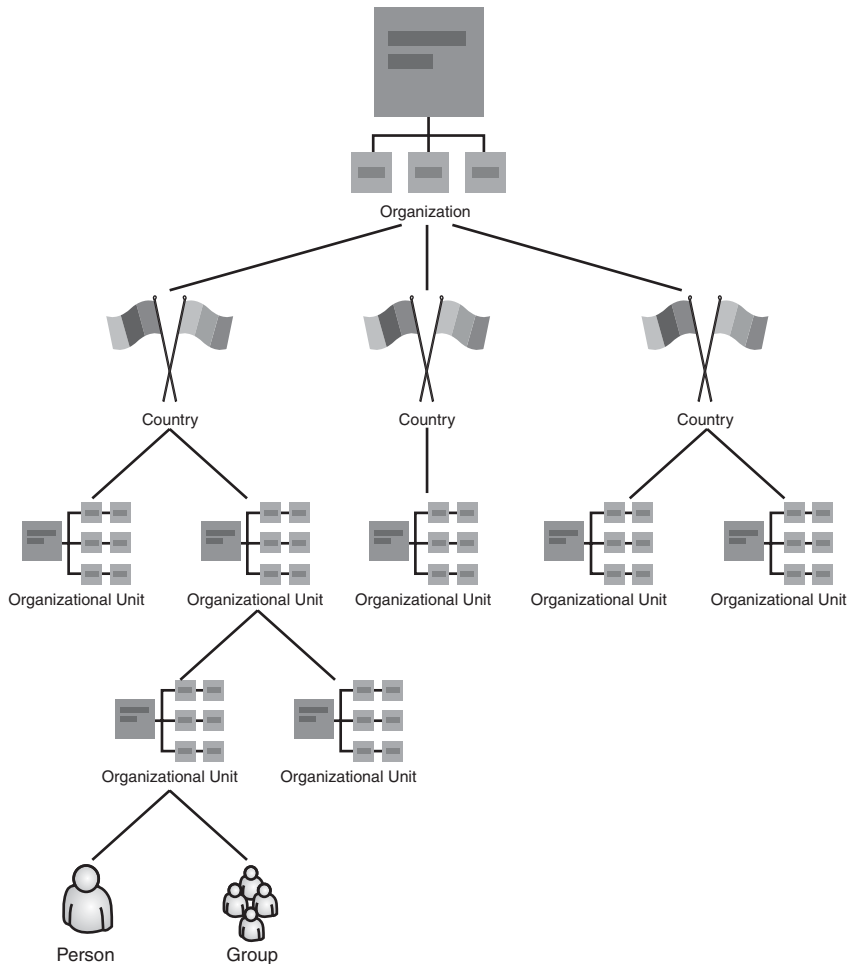 Organization
Country
Country
Country
Organizational Unit
Organizational Unit
Organizational Unit
Organizational Unit
Organizational Unit
Organizational Unit
Organizational Unit
Person
Group